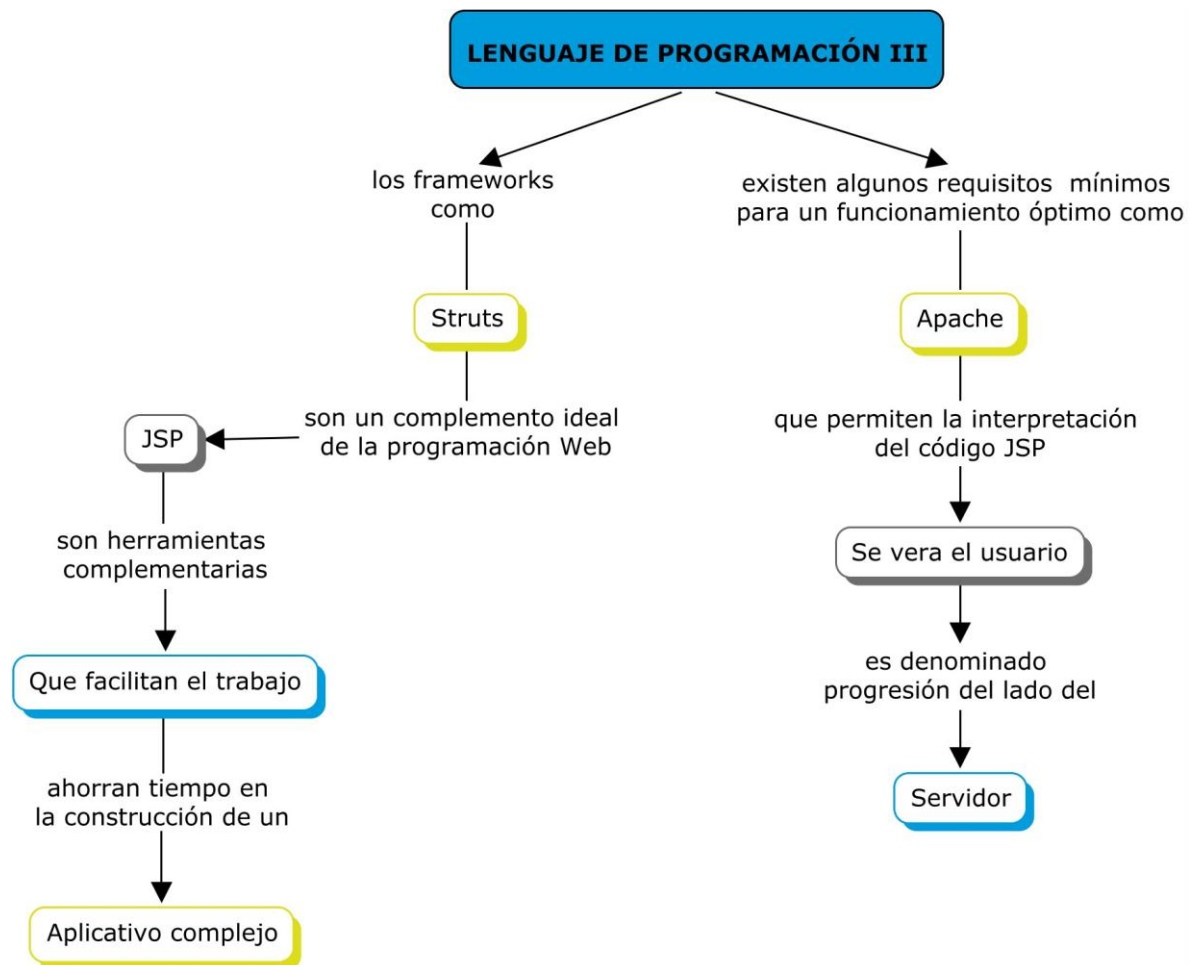 LENGUAJE DE PROGRAMACIÓN III
los frameworks
como
existen algunos requisitos mínimos
para un funcionamiento óptimo como
Struts
Apache
son un complemento ideal
de la programación Web
JSP
que permiten la interpretación
del código JSP
son herramientas
complementarias
Se vera el usuario
Que facilitan el trabajo
es denominado
progresión del lado del
ahorran tiempo en
la construcción de un
Servidor
Aplicativo complejo